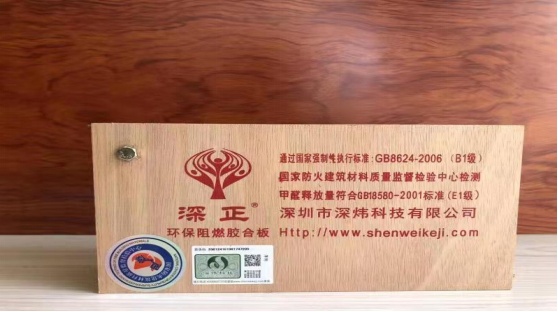 通过国家强制性执行标准:GB8624-2006（B1级）
国家防火建筑材料质量监督检验中心检测
甲醛释放量符合GB18580-2001标准（E1级）
深正®
深圳市深炜科技有限公司
环保阻燃胶合板
Http://www.shenweikeji.com